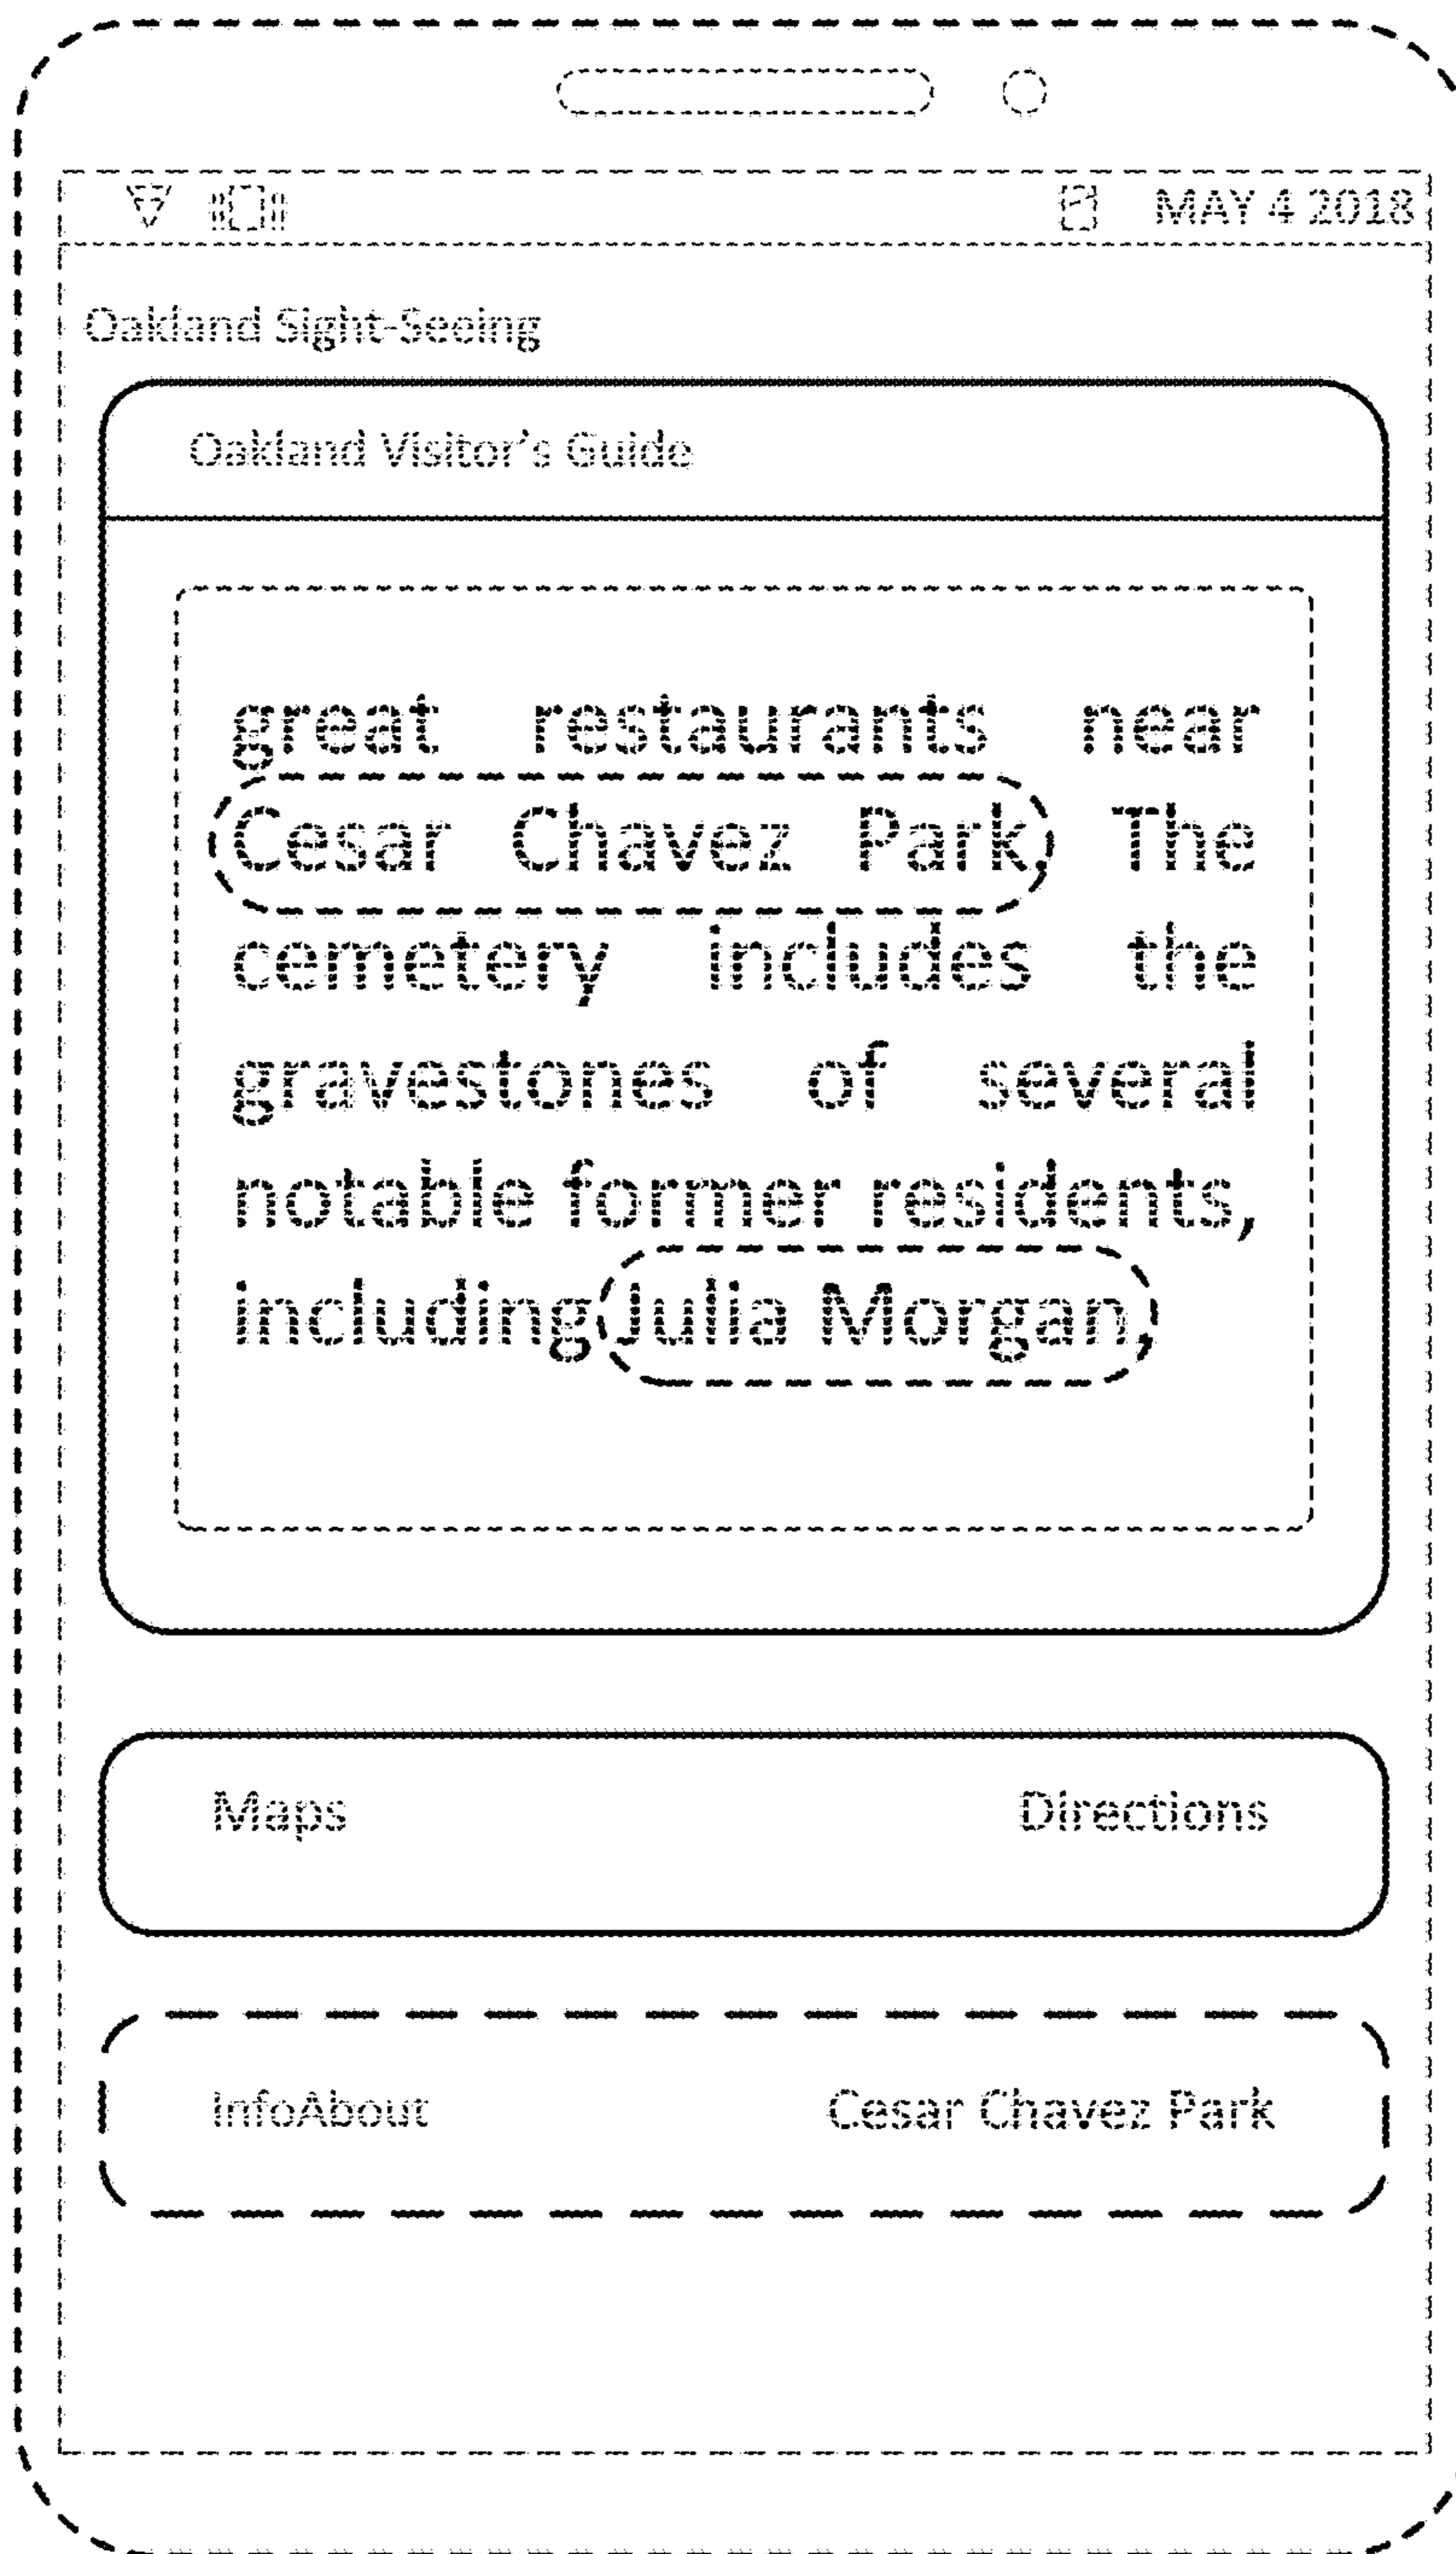 MAY 4 2018
Oakland Sight-Seeing
Oakland Visitor's Guide
great restaurants near
Cesar Chavez Park, The
cemetery includes the
gravestones of several
notable former residents,
including Julia Morgan,
Maps Directions
InfoAbout Cesar Chavez Park